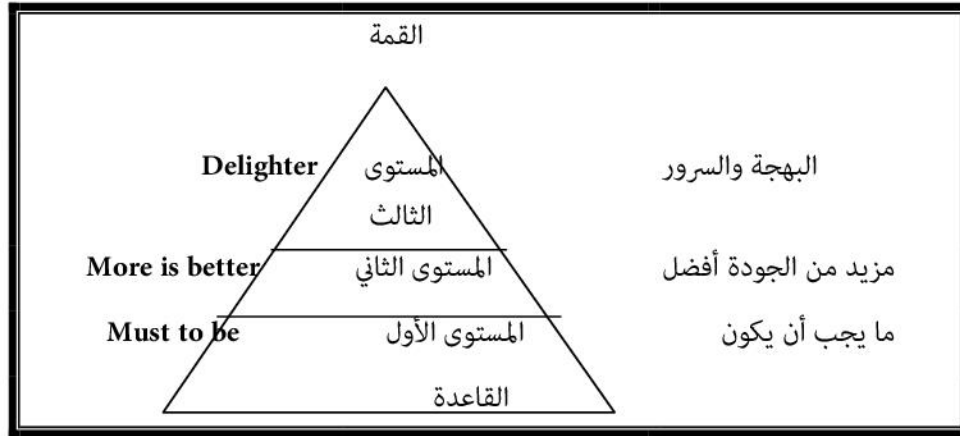 القمة
البهجة والسرور المستوى Delighter
الثالث
مزيد من الجودة أفضل المستوى الثاني More is better
ما يجب أن يكون المستوى الأول Must to be
القاعدة